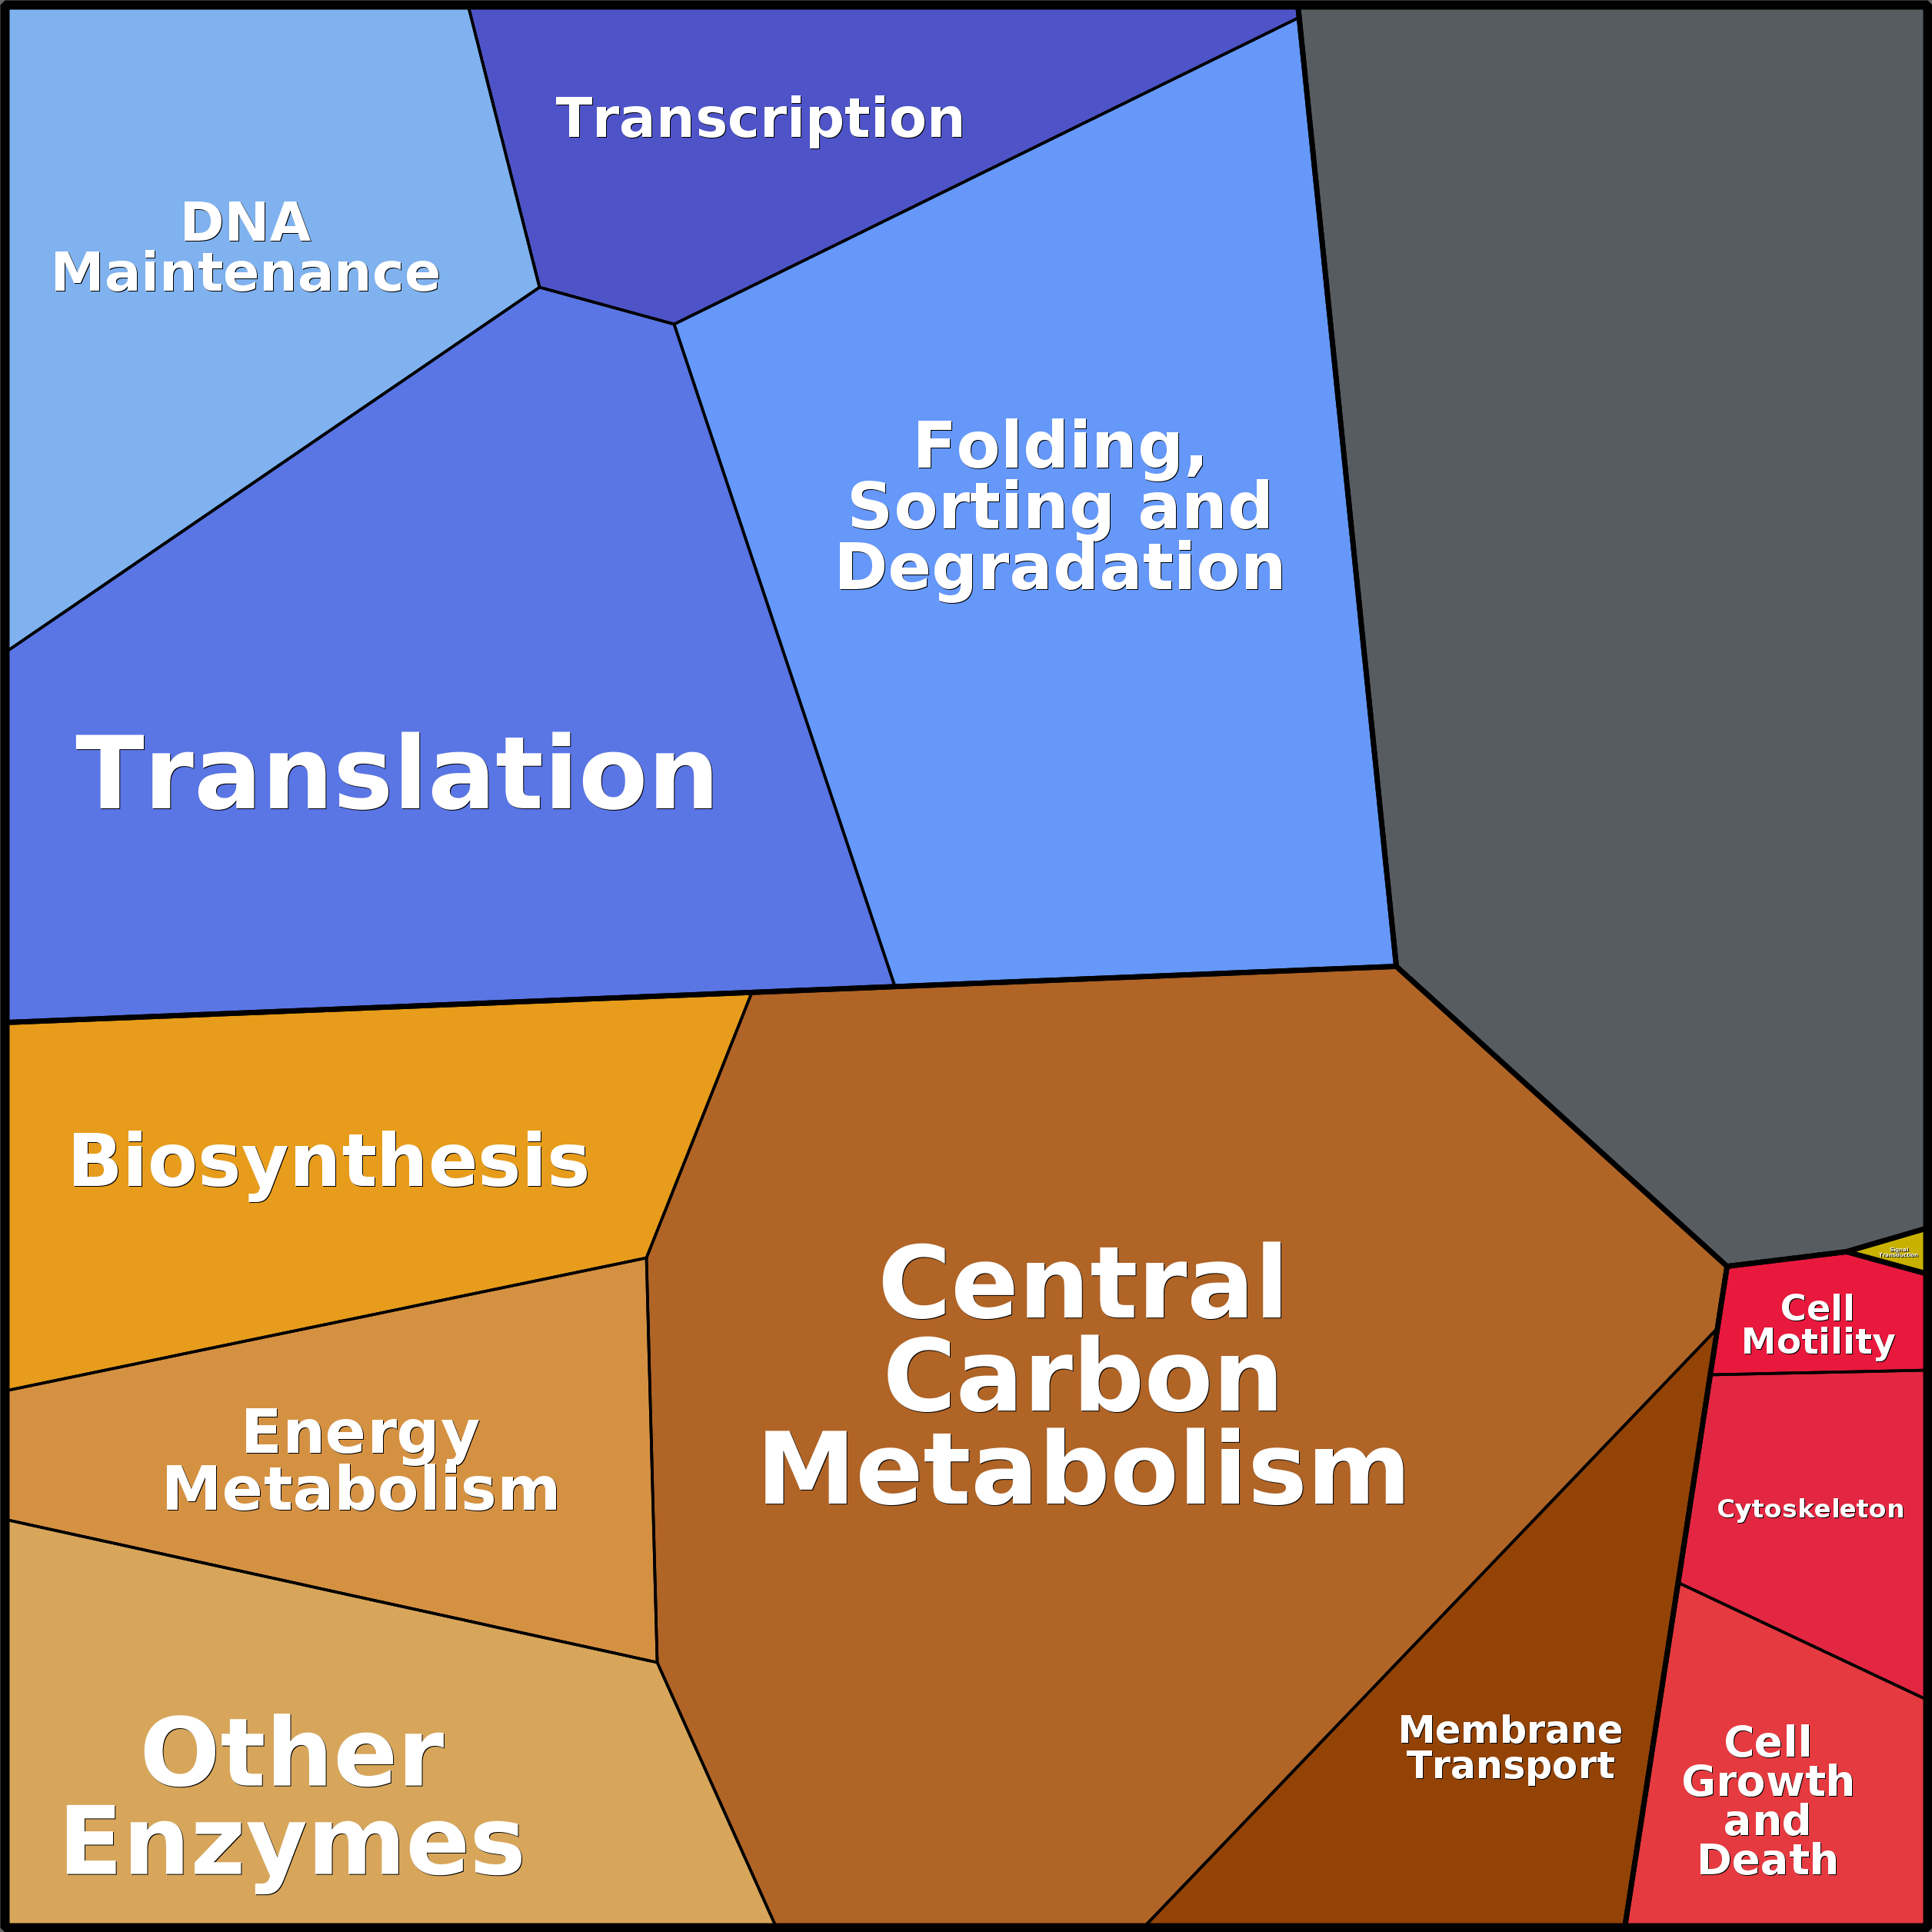 Transcription
DNA
Maintenance
Folding,
Sorting and
Degradation
Translation
Biosynthesis
Central
Carbon
Metabolism
Signal
Transduction
Cell
Motility
Energy
Metabolism
Cytoskeleton
Other
Enzymes
Membrane
Transport
Cell
Growth
and
Death